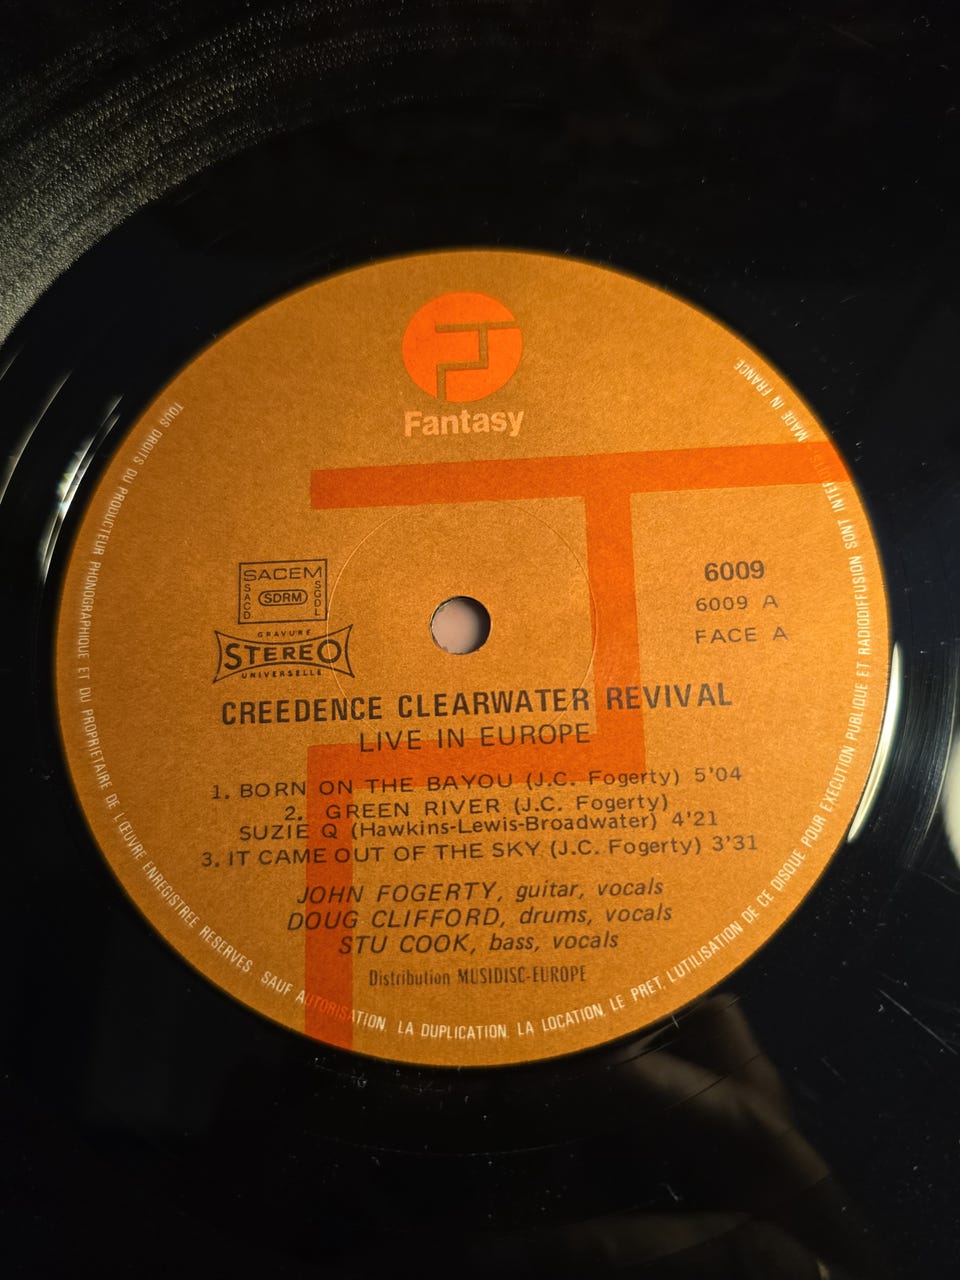 Fantasy
SACEM
SACD
SDRM
SGDL
GRAVURE
STEREO
UNIVERSELLE
6009
6009 A
FACE A
CREEDENCE CLEARWATER REVIVAL
LIVE IN EUROPE
1. BORN ON THE BAYOU (J.C. Fogerty) 5'04
2. GREEN RIVER (J.C. Fogerty)
SUZIE Q (Hawkins-Lewis-Broadwater) 4'21
3. IT CAME OUT OF THE SKY (J.C. Fogerty) 3'31
JOHN FOGERTY, guitar, vocals
DOUG CLIFFORD, drums, vocals
STU COOK, bass, vocals
Distribution MUSIDISC-EUROPE
TOUS DROITS DU PRODUCTEUR PHONOGRAPHIQUE ET DU PROPRIETAIRE DE L'ŒUVRE ENREGISTREE RESERVES. SAUF AUTORISATION, LA DUPLICATION, LA LOCATION, LE PRET, L'UTILISATION DE CE DISQUE POUR EXECUTION PUBLIQUE ET RADIODIFFUSION SONT MADE IN FRANCE.